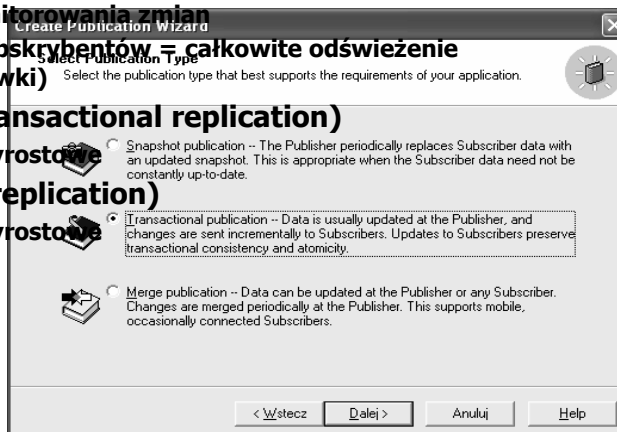 itorowania zmian
Create Publication Wizard
bskrybentów = całkowite odświeżenie
Select Publication Type
wki)
Select the publication type that best supports the requirements of your application.
ansactional replication)
Snapshot publication -- The Publisher periodically replaces Subscriber data with
yrostowe
an updated snapshot. This is appropriate when the Subscriber data need not be
constantly up-to-date.
replication)
Transactional publication -- Data is usually updated at the Publisher, and
yrostowe
changes are sent incrementally to Subscribers. Updates to Subscribers preserve
transactional consistency and atomicity.
Merge publication -- Data can be updated at the Publisher or any Subscriber.
Changes are merged periodically at the Publisher. This supports mobile,
occasionally connected Subscribers.
< Wstecz
Dalej >
Anuluj
Help